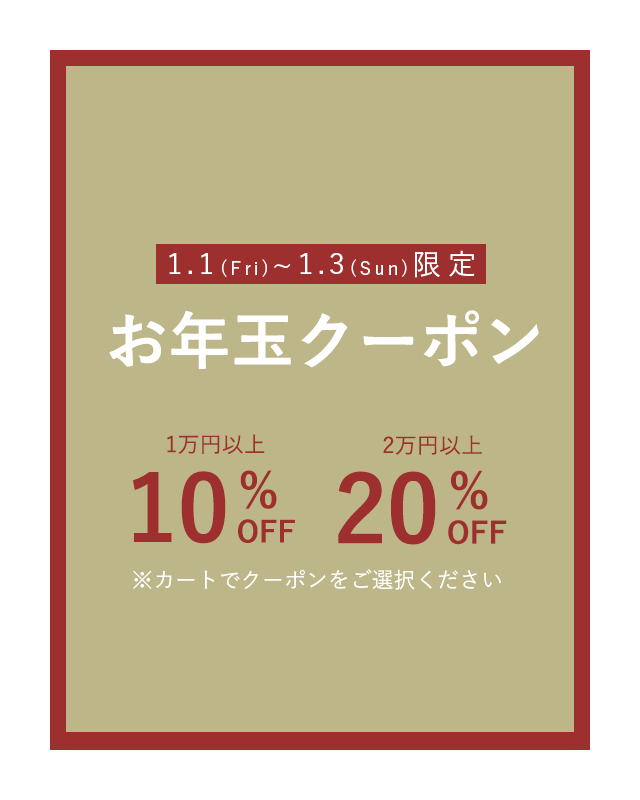 1.1(Fri)~1.3(Sun)限定
お年玉クーポン
1万円以上
10%OFF
2万円以上
20%OFF
※カートでクーポンをご選択ください